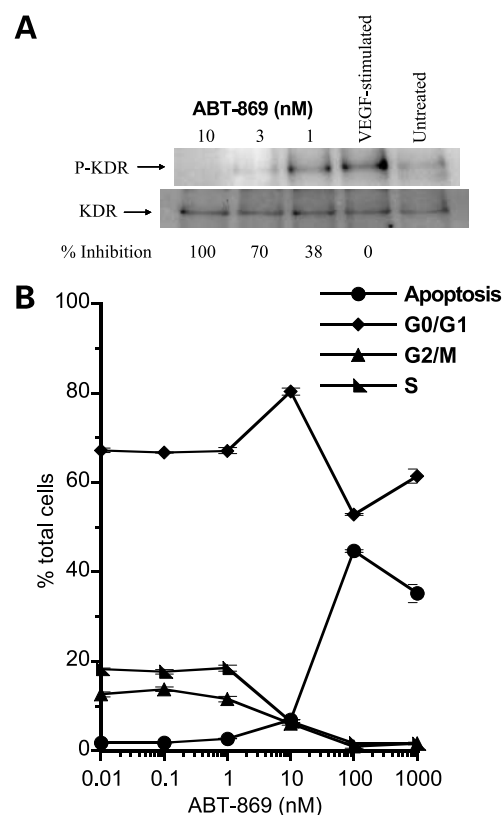 A
VEGF-stimulated
Untreated
ABT-869 (nM)
10 3 1
P-KDR
KDR
% Inhibition 100 70 38 0
B
Apoptosis
G0/G1
G2/M
S
100
80
60
40
20
0
% total cells
0.01 0.1 1 10 100 1000
ABT-869 (nM)